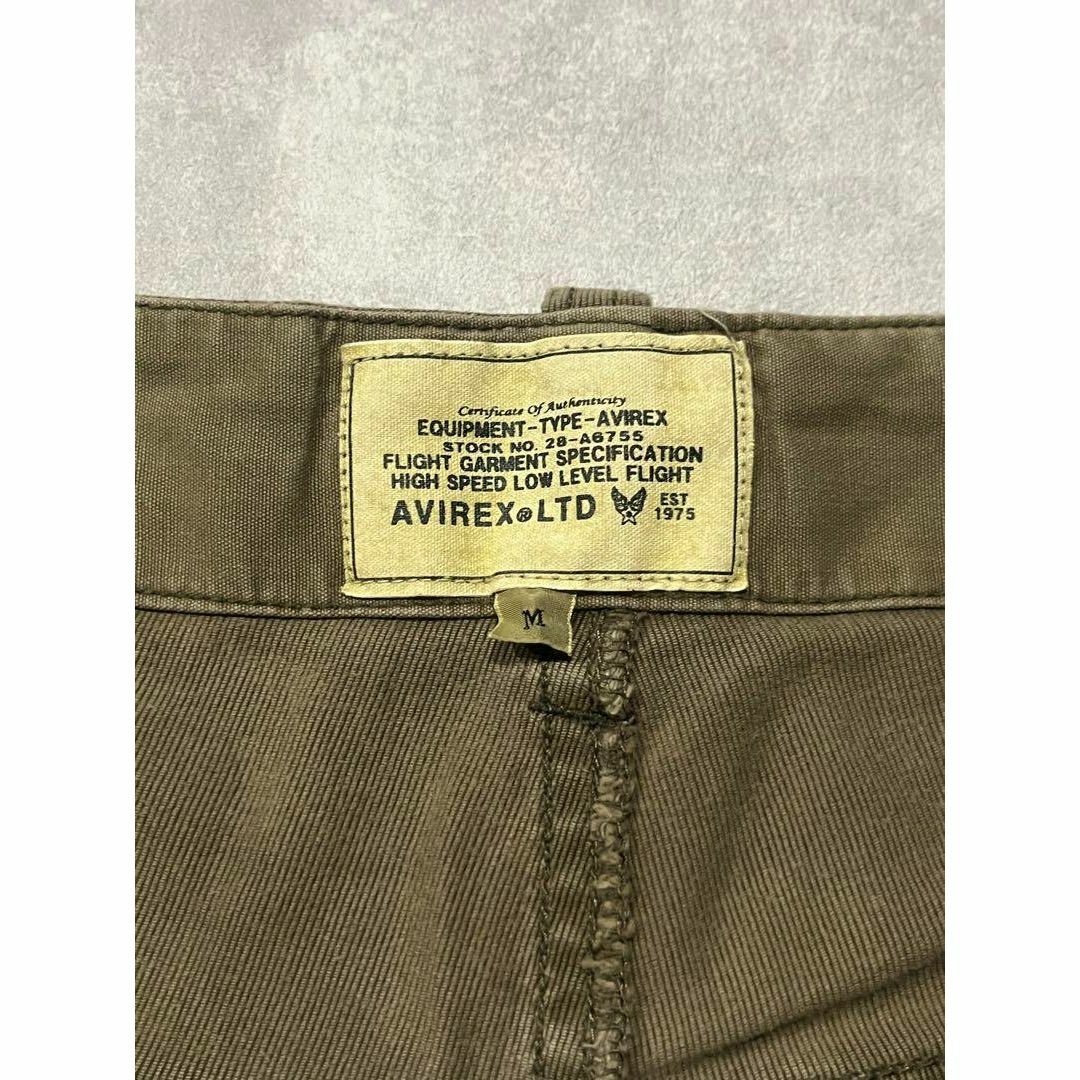 Certificate Of Authenticity
EQUIPMENT-TYPE-AVIREX
STOCK NO. 28-A6755
FLIGHT GARMENT SPECIFICATION
HIGH SPEED LOW LEVEL FLIGHT
AVIREX®LTD EST 1975
M